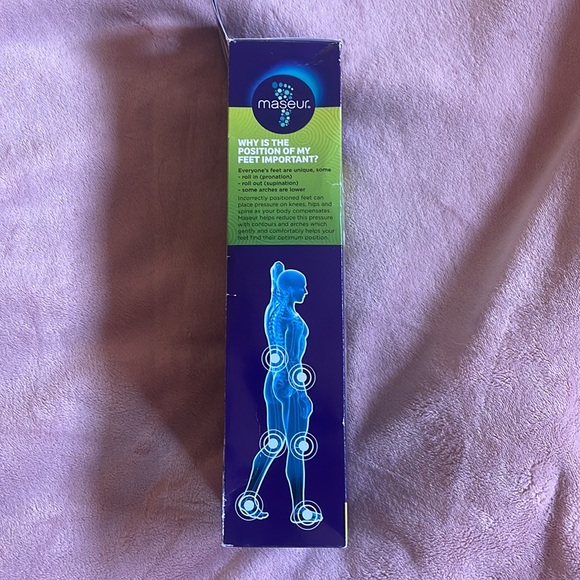 maseur®
WHY IS THE
POSITION OF MY
FEET IMPORTANT?
Everyone's feet are unique, some
- roll in (pronation)
- roll out (supination)
- some arches are lower
Incorrectly positioned feet can
place pressure on knees, hips and
spine as your body compensates.
Maseur helps reduce this pressure
with contours and arches which
gently and comfortably helps your
feet find their optimum position.